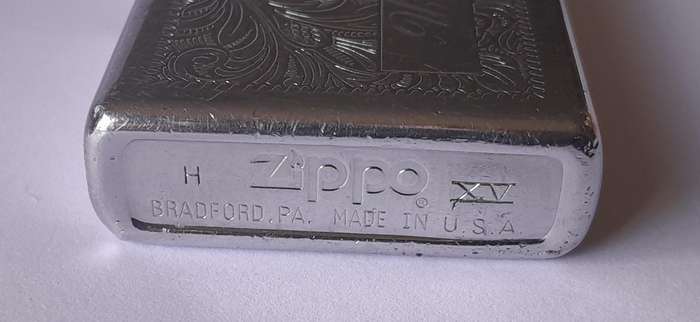 H Zippo ® XV
BRADFORD, PA. MADE IN U.S.A